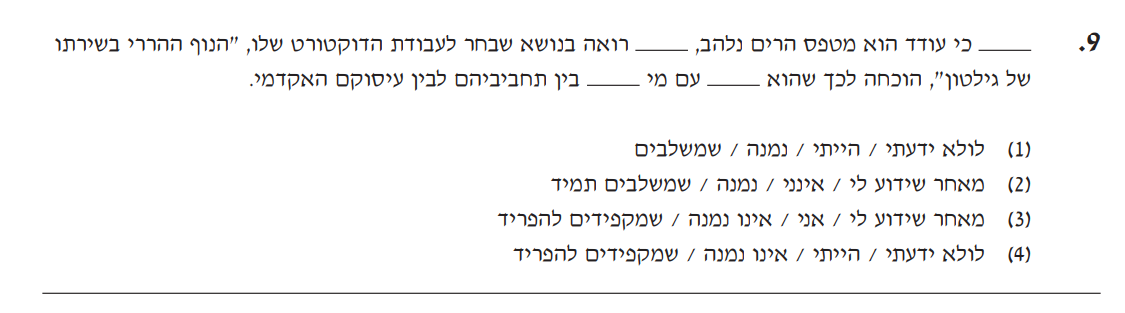 9. _____ כי עודד הוא מטפס הרים נלהב, _____ רואה בנושא שבחר לעבודת הדוקטורט שלו, "הנוף ההררי בשירתו
של גילטון", הוכחה לכך שהוא _____ עם מי _____ בין תחביביהם לבין עיסוקם האקדמי.
(1) לולא ידעתי / הייתי / נמנה / שמשלבים
(2) מאחר שידוע לי / אינני / נמנה / שמשלבים תמיד
(3) מאחר שידוע לי / אני / אינו נמנה / שמקפידים להפריד
(4) לולא ידעתי / הייתי / אינו נמנה / שמקפידים להפריד